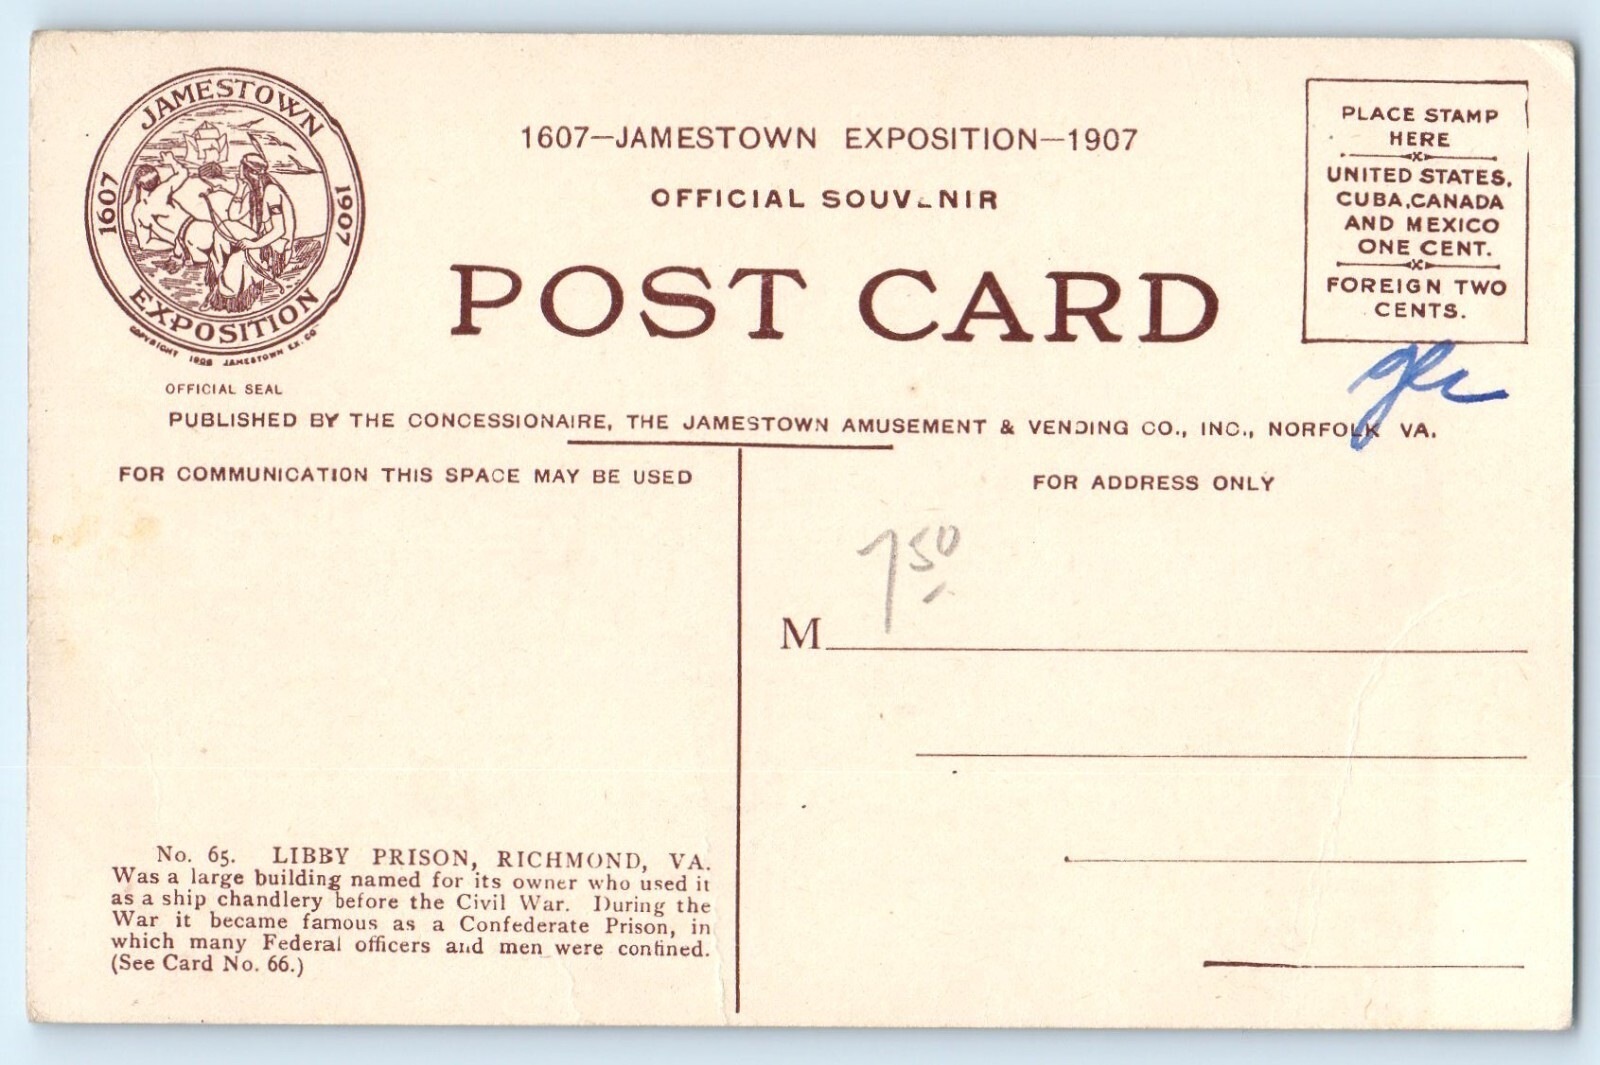 JAMESTOWN
1607
1907
EXPOSITION
COPYRIGHT 1906 JAMESTOWN EX. CO
OFFICIAL SEAL
1607—JAMESTOWN EXPOSITION—1907
OFFICIAL SOUVENIR
POST CARD
PLACE STAMP
HERE
UNITED STATES,
CUBA, CANADA
AND MEXICO
ONE CENT.
FOREIGN TWO
CENTS.
PUBLISHED BY THE CONCESSIONAIRE, THE JAMESTOWN AMUSEMENT & VENDING CO., INC., NORFOLK VA.
FOR COMMUNICATION THIS SPACE MAY BE USED
FOR ADDRESS ONLY
750
M
No. 65. LIBBY PRISON, RICHMOND, VA.
Was a large building named for its owner who used it
as a ship chandlery before the Civil War. During the
War it became famous as a Confederate Prison, in
which many Federal officers and men were confined.
(See Card No. 66.)